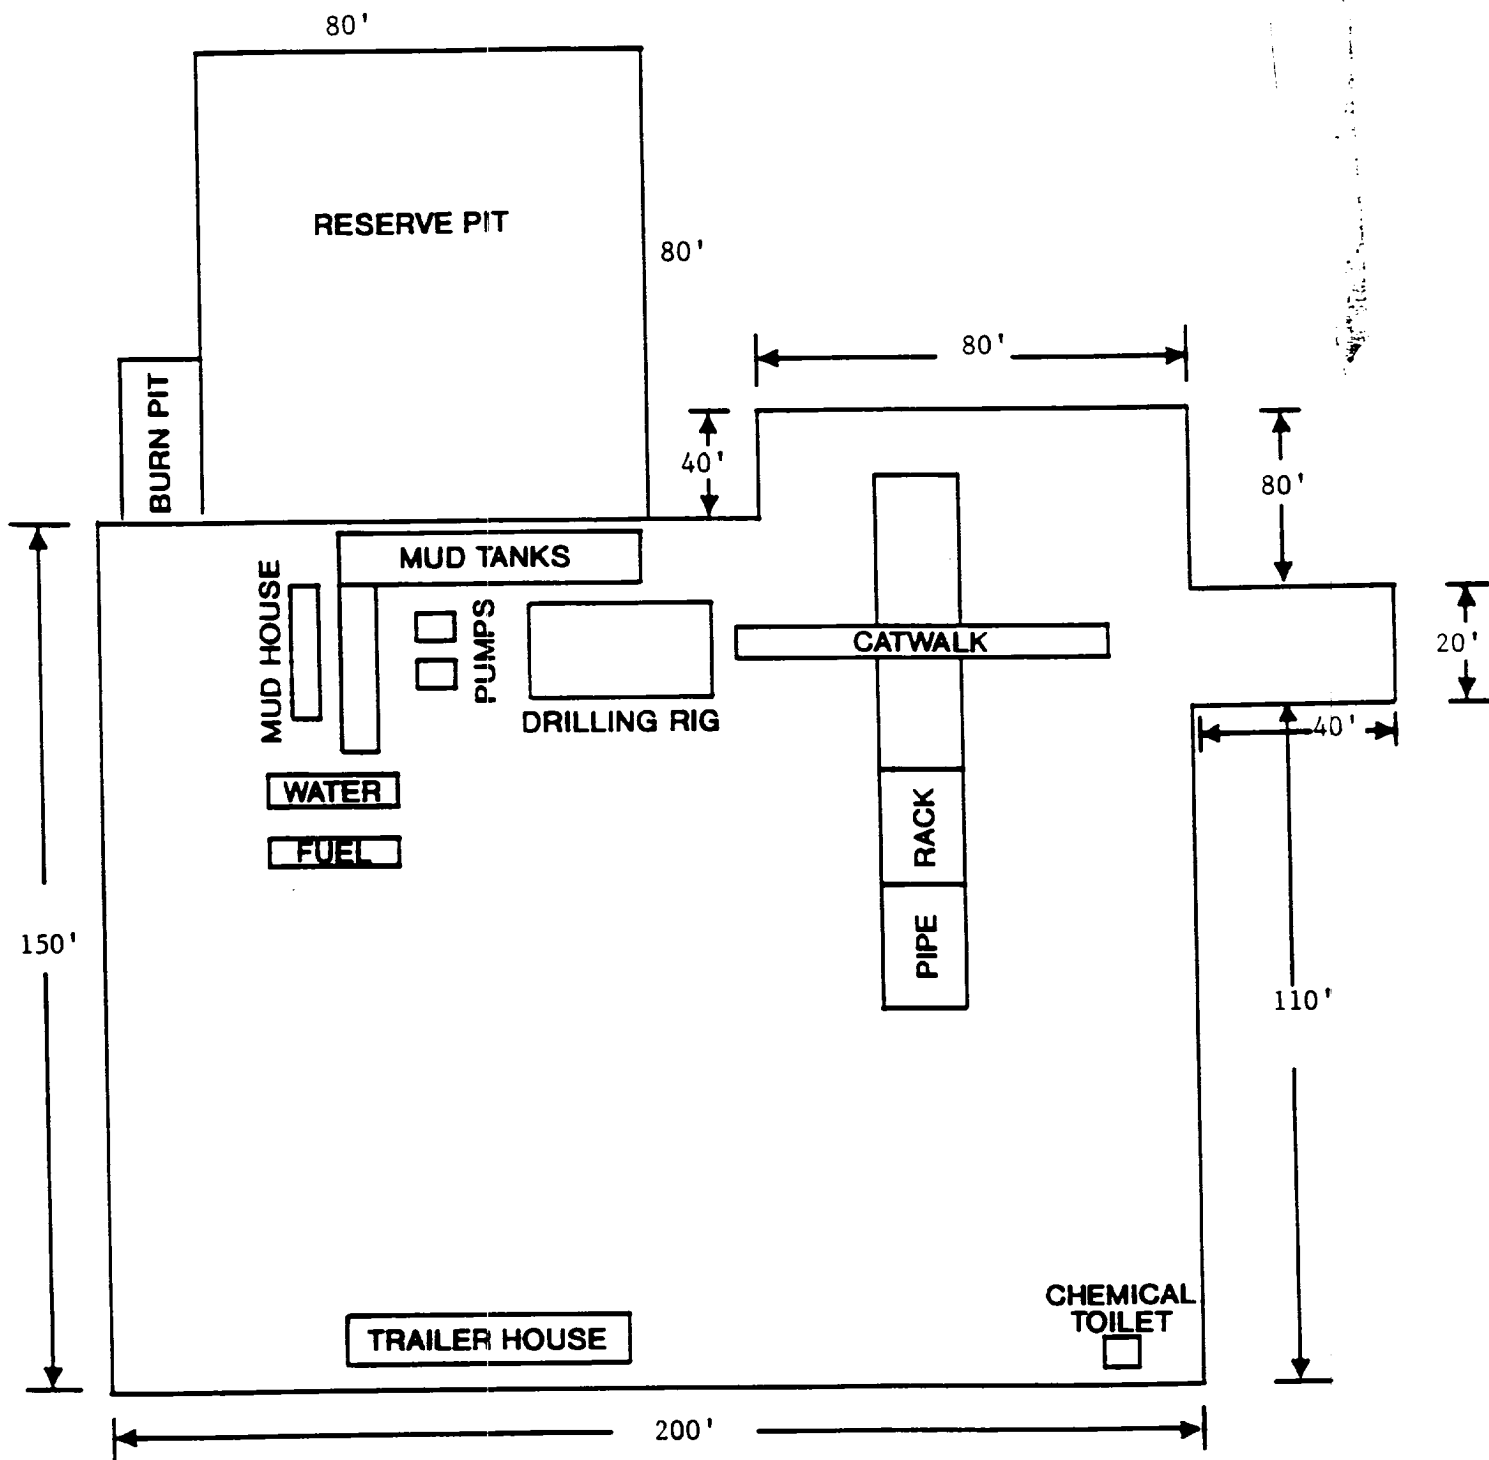 80'
RESERVE PIT
80'
80'
BURN PIT
40'
80'
MUD TANKS
MUD HOUSE
PUMPS
CATWALK
20'
DRILLING RIG
40'
WATER
RACK
FUEL
PIPE
150'
110'
CHEMICAL
TOILET
TRAILER HOUSE
200'